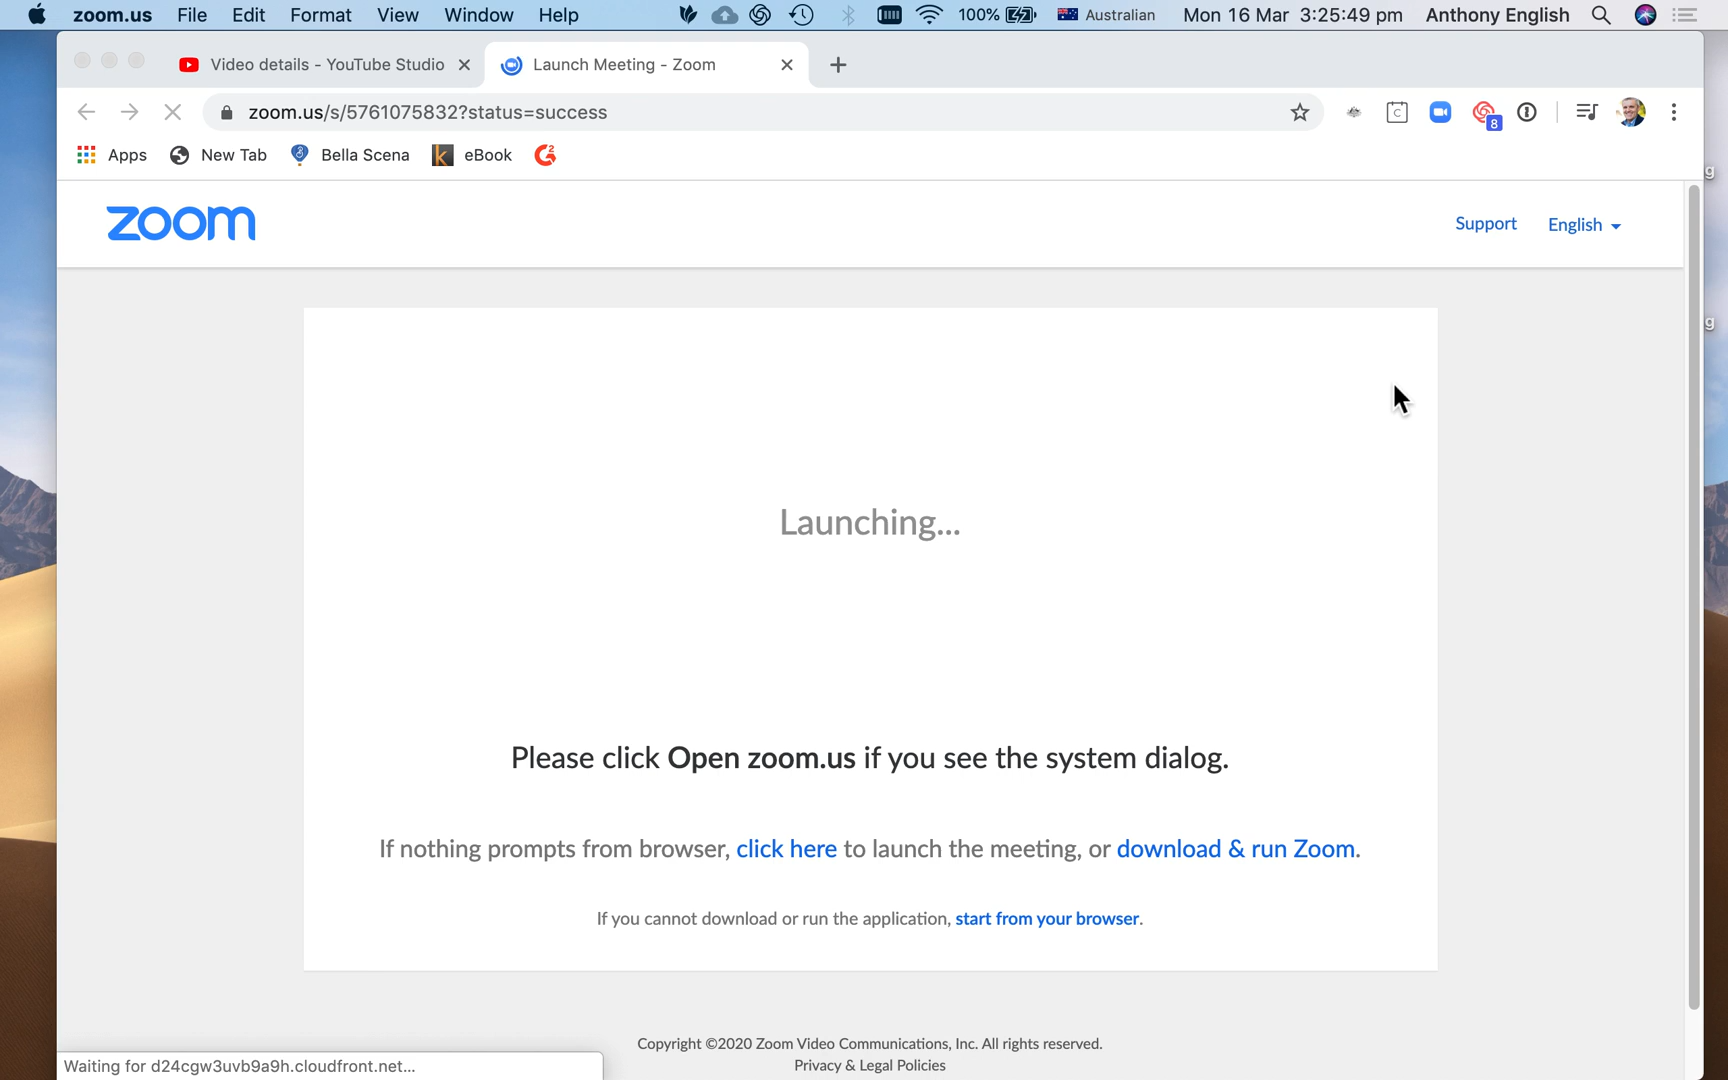 zoom.us File Edit Format View Window Help 100% Australian Mon 16 Mar 3:25:49 pm Anthony English
Video details - YouTube Studio Launch Meeting - Zoom
zoom.us/s/5761075832?status=success C 8
Apps New Tab Bella Scena k eBook
g
zoom Support English
g
Launching...
Please click Open zoom.us if you see the system dialog.
If nothing prompts from browser, click here to launch the meeting, or download & run Zoom.
If you cannot download or run the application, start from your browser.
Copyright ©2020 Zoom Video Communications, Inc. All rights reserved.
Privacy & Legal Policies
Waiting for d24cgw3uvb9a9h.cloudfront.net...